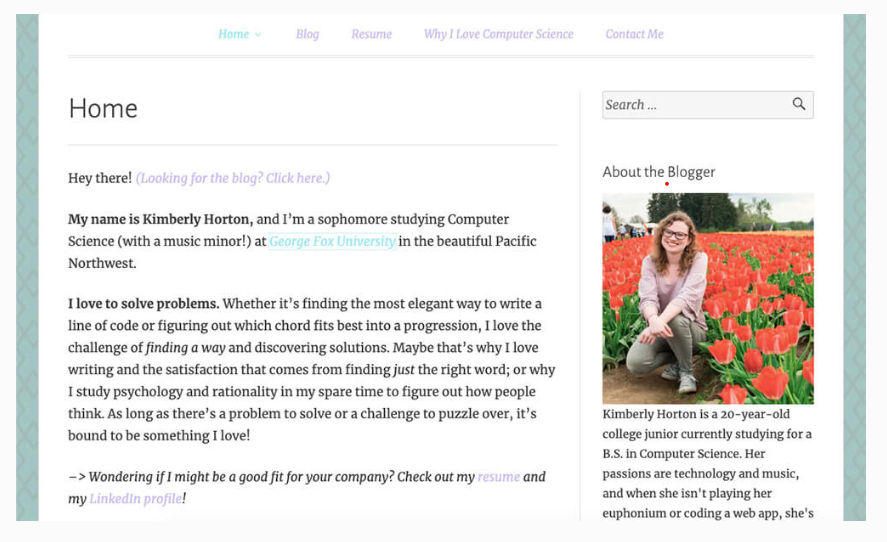 Home
Blog
Resume
Why I Love Computer Science
Contact Me
Home
Hey there! (Looking for the blog? Click here.)
My name is Kimberly Horton, and I'm a sophomore studying Computer
Science (with a music minor!) at George Fox University in the beautiful Pacific
Northwest.
I love to solve problems. Whether it's finding the most elegant way to write a
line of code or figuring out which chord fits best into a progression, I love the
challenge of finding a way and discovering solutions. Maybe that's why I love
writing and the satisfaction that comes from finding just the right word; or why
I study psychology and rationality in my spare time to figure out how people
think. As long as there's a problem to solve or a challenge to puzzle over, it's
bound to be something I love!
–> Wondering if I might be a good fit for your company? Check out my resume and
my LinkedIn profile!
Search ...
About the Blogger
Kimberly Horton is a 20-year-old
college junior currently studying for a
B.S. in Computer Science. Her
passions are technology and music,
and when she isn't playing her
euphonium or coding a web app, she's